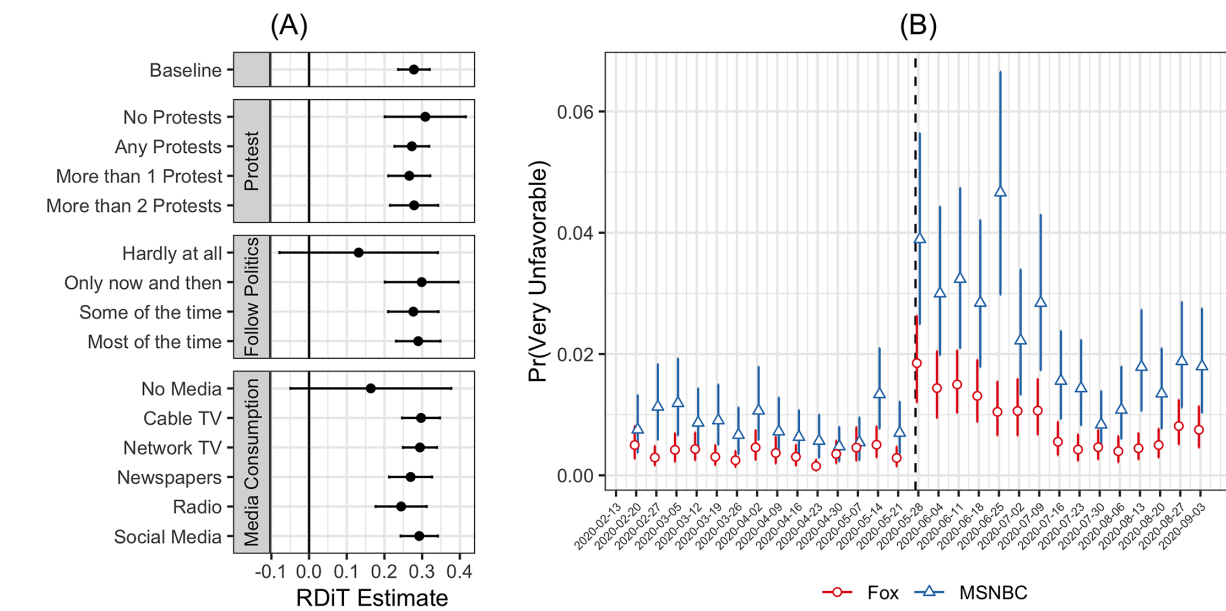 (A)
Baseline
Protest
No Protests
Any Protests
More than 1 Protest
More than 2 Protests
Follow Politics
Hardly at all
Only now and then
Some of the time
Most of the time
Media Consumption
No Media
Cable TV
Network TV
Newspapers
Radio
Social Media
-0.1 0.0 0.1 0.2 0.3 0.4
RDiT Estimate
(B)
Pr(Very Unfavorable)
0.06
0.04
0.02
0.00
2020-02-13
2020-02-20
2020-02-27
2020-03-05
2020-03-12
2020-03-19
2020-03-26
2020-04-02
2020-04-09
2020-04-16
2020-04-23
2020-04-30
2020-05-07
2020-05-14
2020-05-21
2020-05-28
2020-06-04
2020-06-11
2020-06-18
2020-06-25
2020-07-02
2020-07-09
2020-07-16
2020-07-23
2020-07-30
2020-08-06
2020-08-13
2020-08-20
2020-08-27
2020-09-03
Fox MSNBC